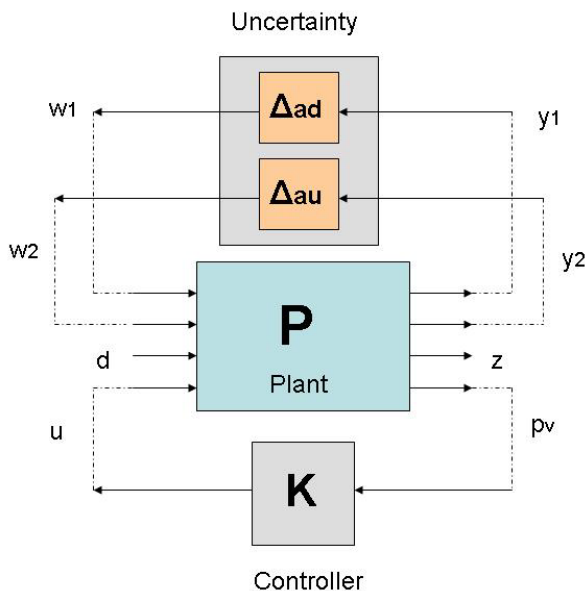 Uncertainty
w1
Δad
y1
Δau
w2
y2
P
d
Plant
z
u
pv
K
Controller